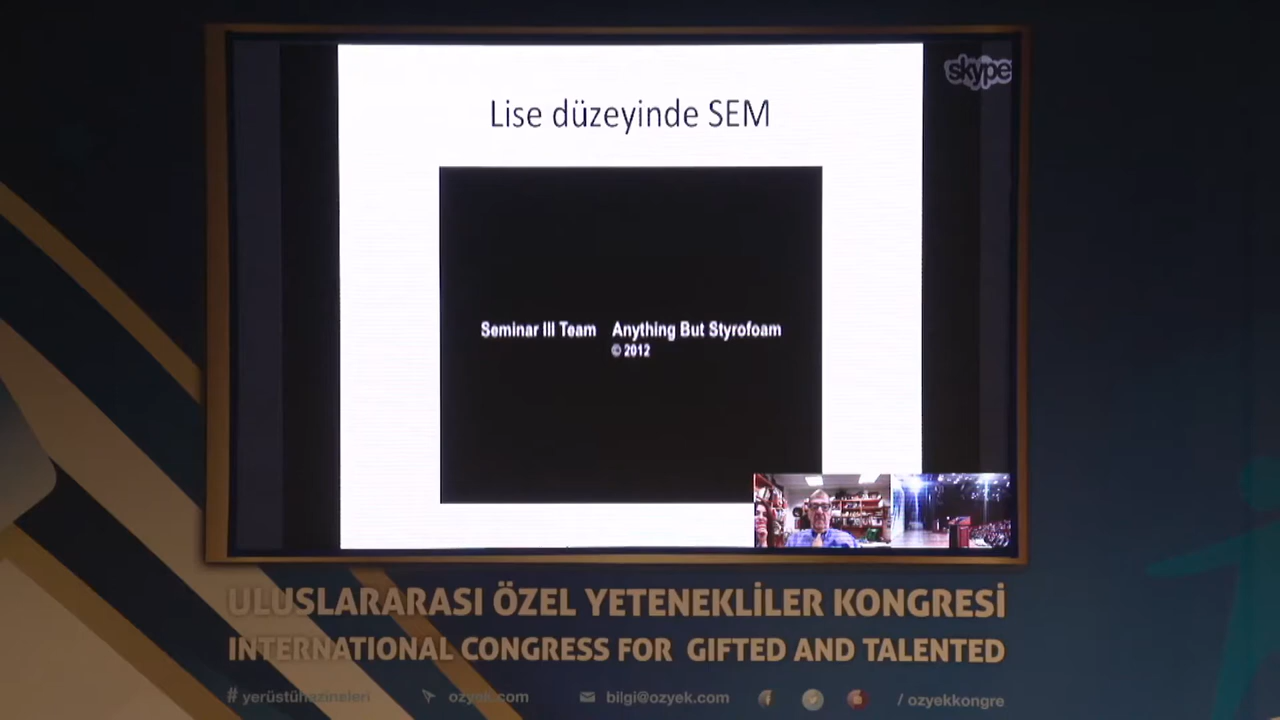 skype
Lise düzeyinde SEM
Seminar III Team Anything But Styrofoam
© 2012
ULUSLARARASI ÖZEL YETENEKLİLER KONGRESİ
INTERNATIONAL CONGRESS FOR GIFTED AND TALENTED
# yerüstühazineleri ozyek.com bilgi@ozyek.com / ozyekkongre